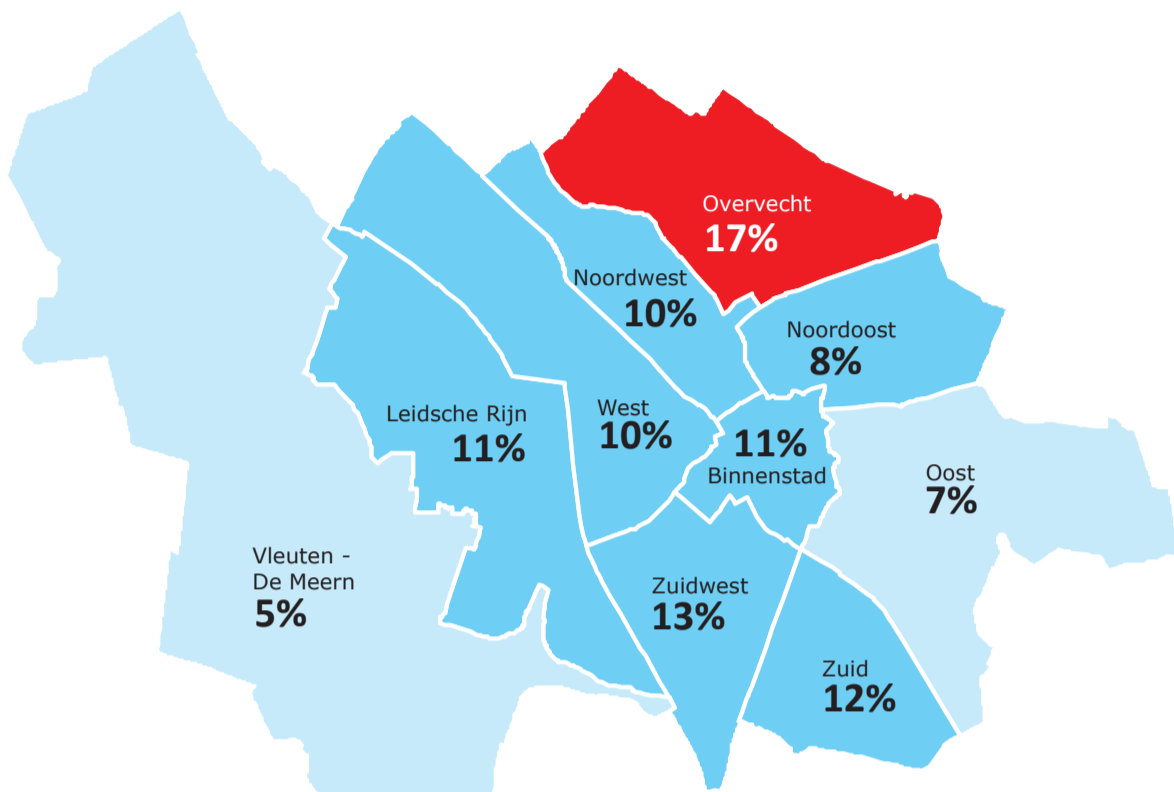 Overvecht
17%
Noordwest
10%
Noordoost
8%
Leidsche Rijn
11%
West
10%
11%
Binnenstad
Oost
7%
Vleuten -
De Meern
5%
Zuidwest
13%
Zuid
12%